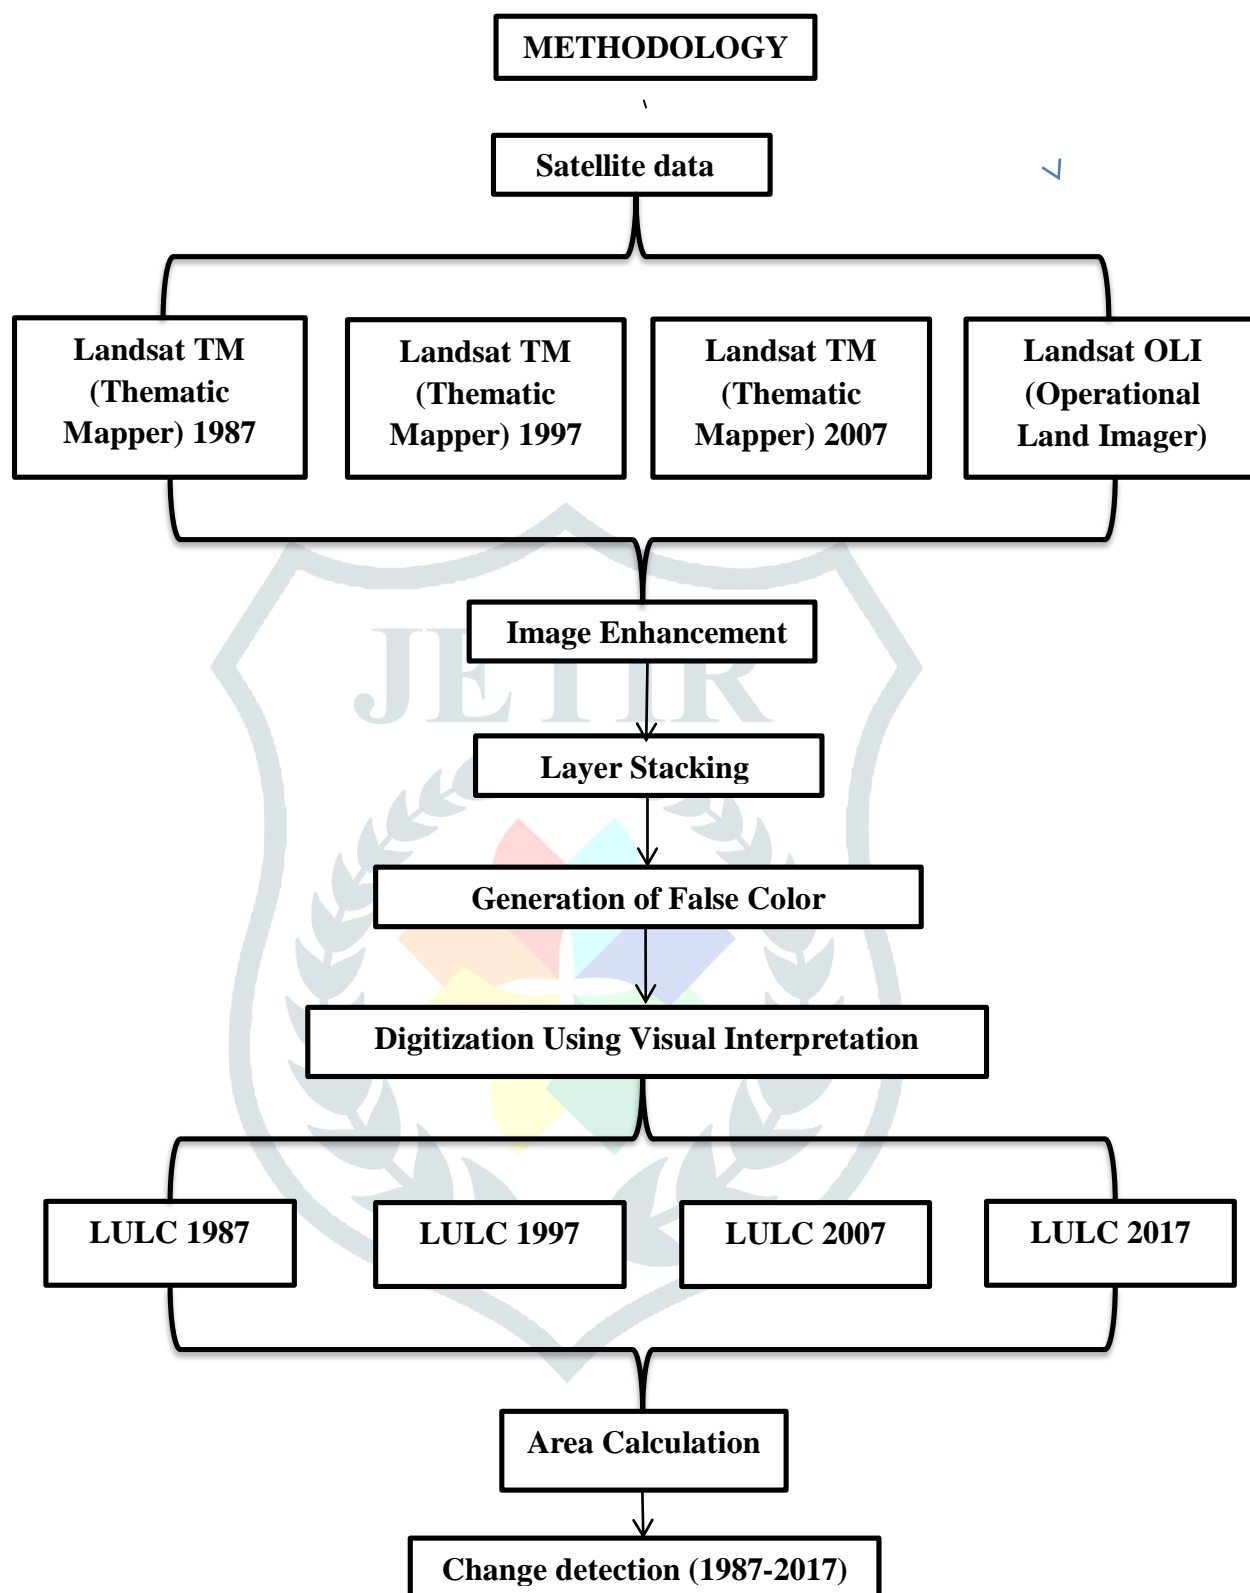 METHODOLOGY
Satellite data
Landsat TM
(Thematic
Mapper) 1987
Landsat TM
(Thematic
Mapper) 1997
Landsat TM
(Thematic
Mapper) 2007
Landsat OLI
(Operational
Land Imager)
JETIR
Image Enhancement
Layer Stacking
Generation of False Color
Digitization Using Visual Interpretation
LULC 1987
LULC 1997
LULC 2007
LULC 2017
Area Calculation
Change detection (1987-2017)